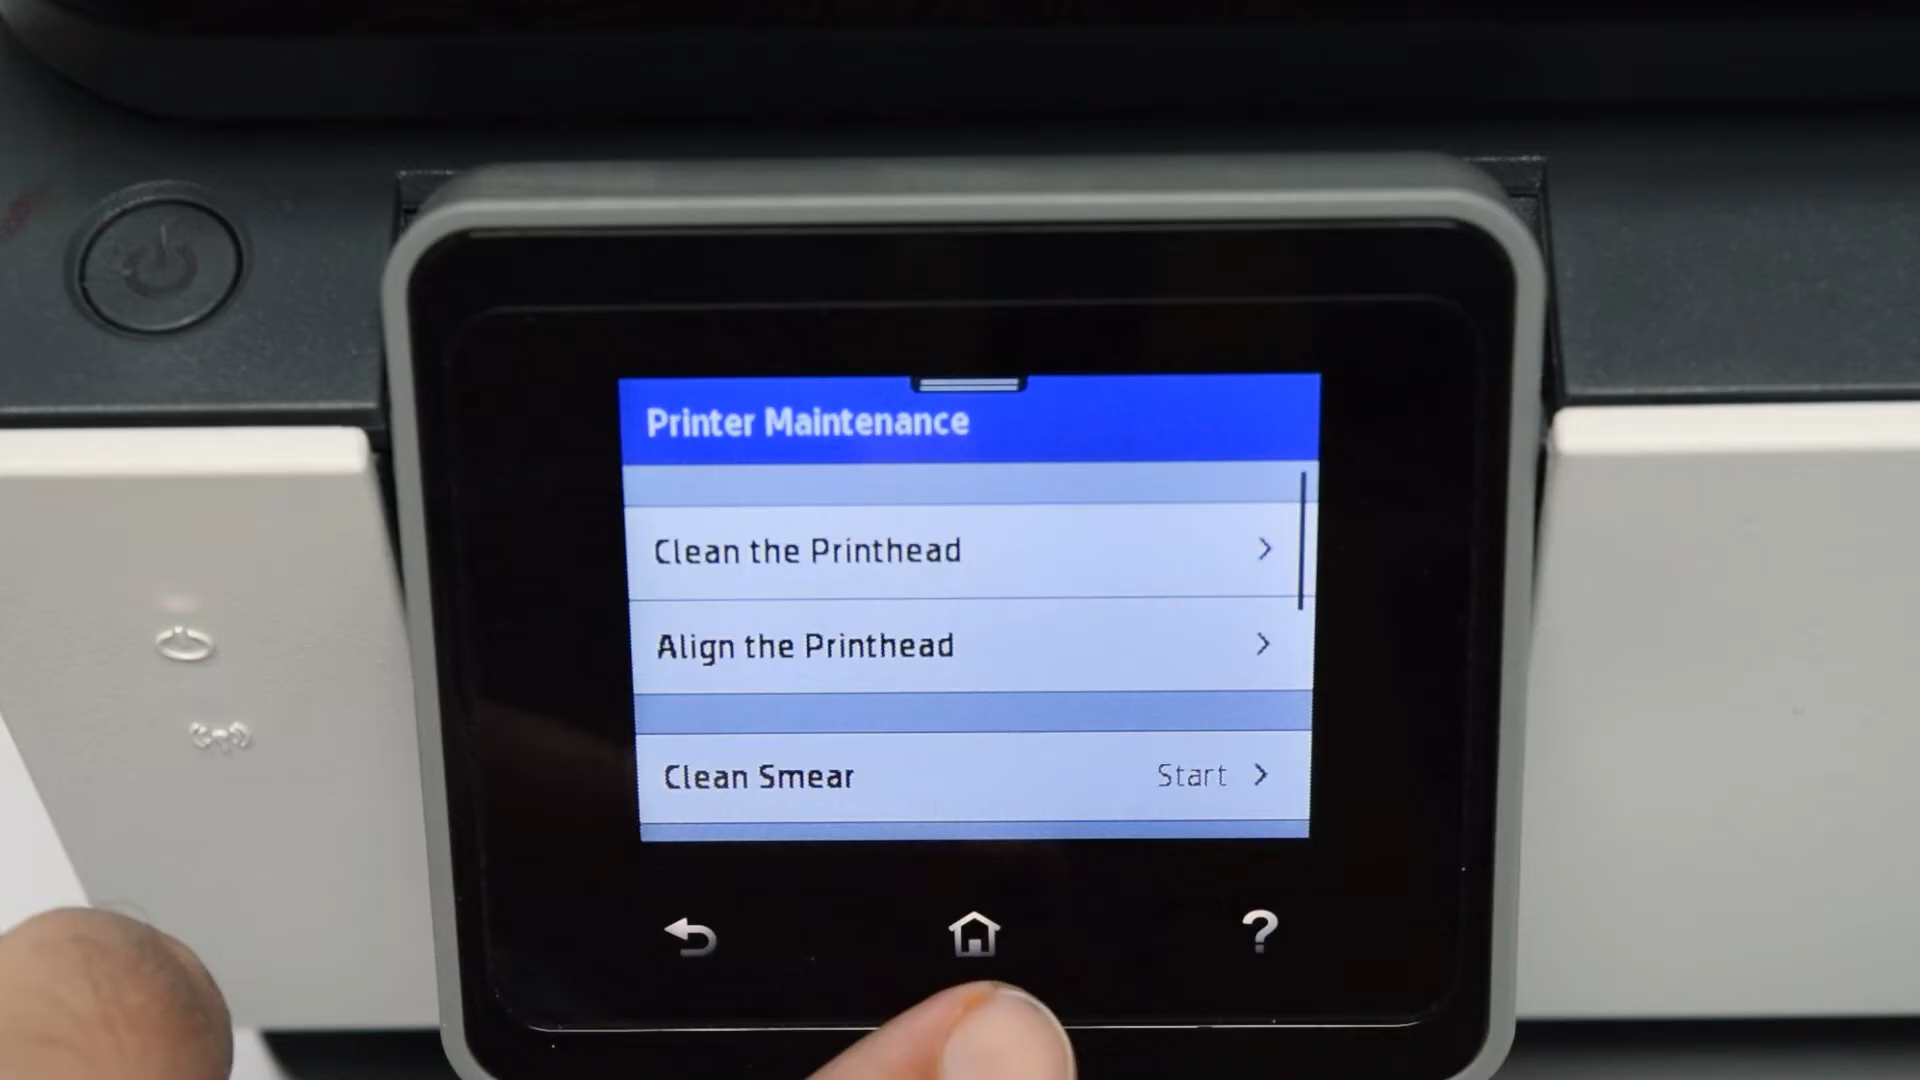 Printer Maintenance
Clean the Printhead
Align the Printhead
Clean Smear Start
?